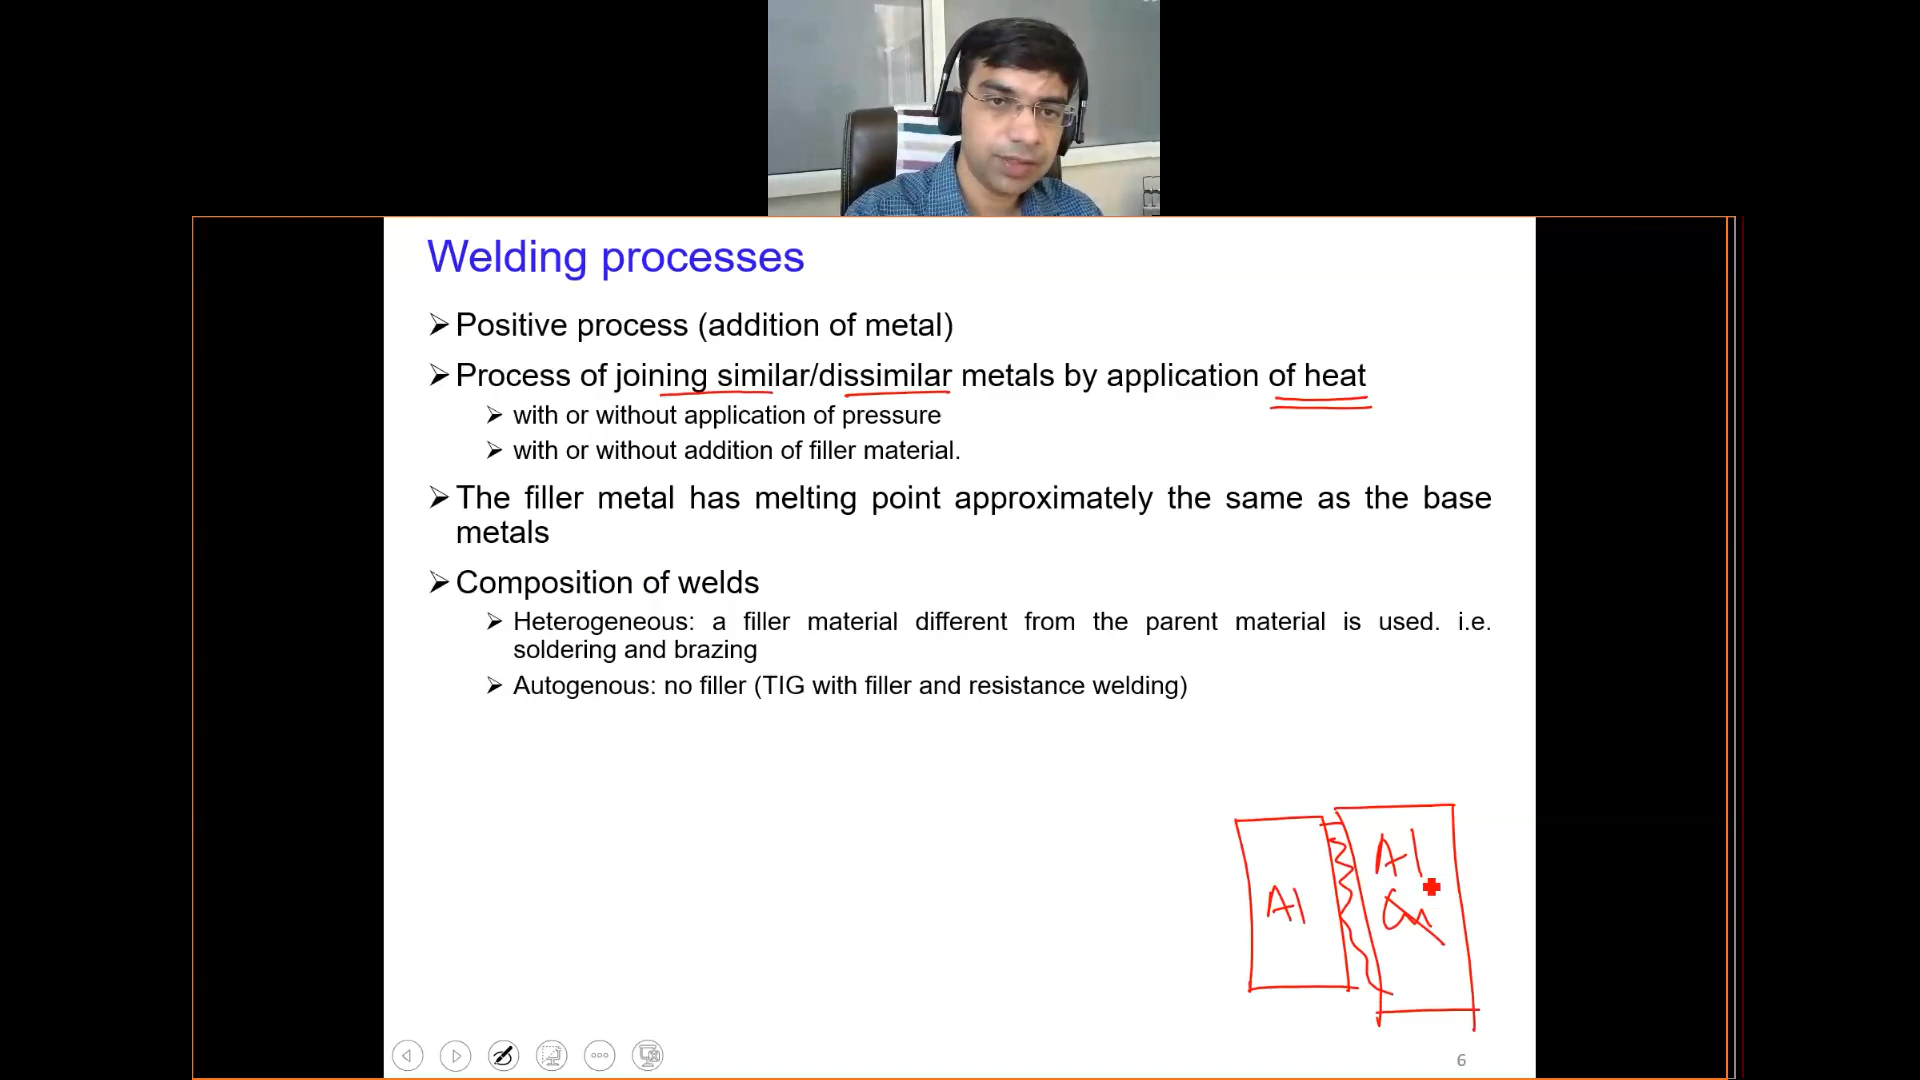 Welding processes
Positive process (addition of metal)
Process of joining similar/dissimilar metals by application of heat
with or without application of pressure
with or without addition of filler material.
The filler metal has melting point approximately the same as the base
metals
Composition of welds
Heterogeneous: a filler material different from the parent material is used. i.e.
soldering and brazing
Autogenous: no filler (TIG with filler and resistance welding)
Al
Al
Cu
6